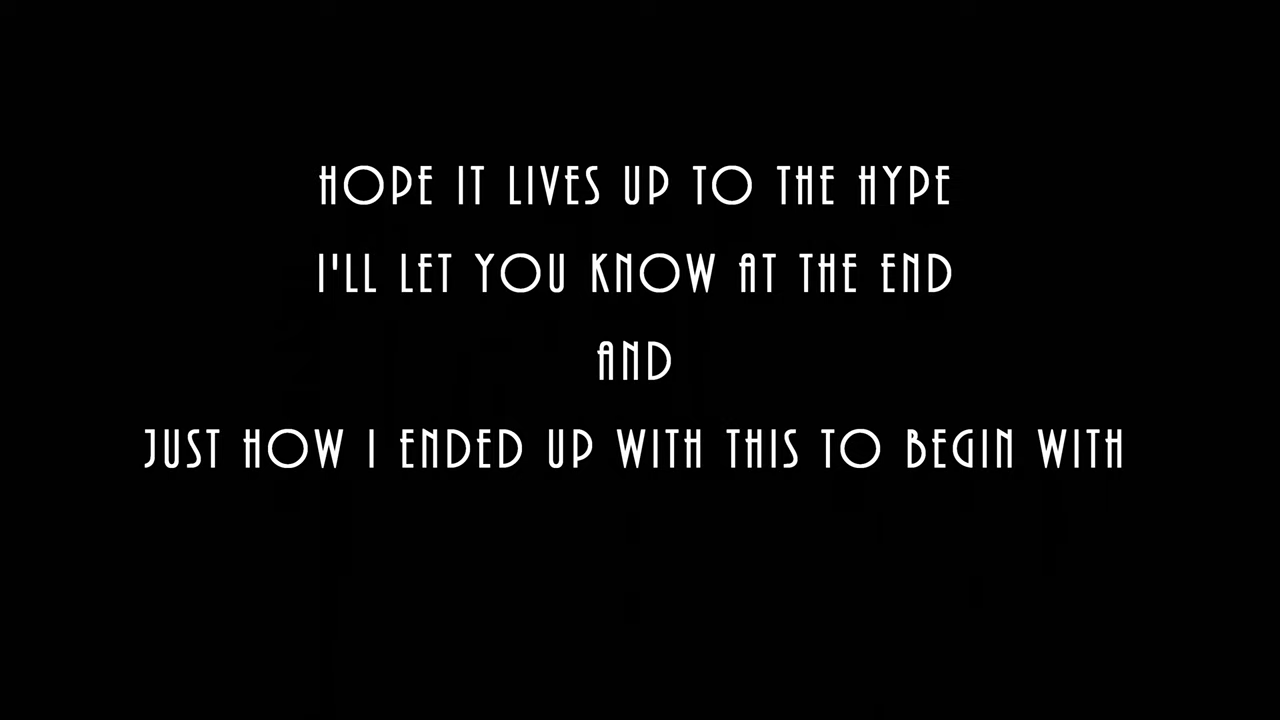 HOPE IT LIVES UP TO THE HYPE
I'LL LET YOU KNOW AT THE END
AND
JUST HOW I ENDED UP WITH THIS TO BEGIN WITH